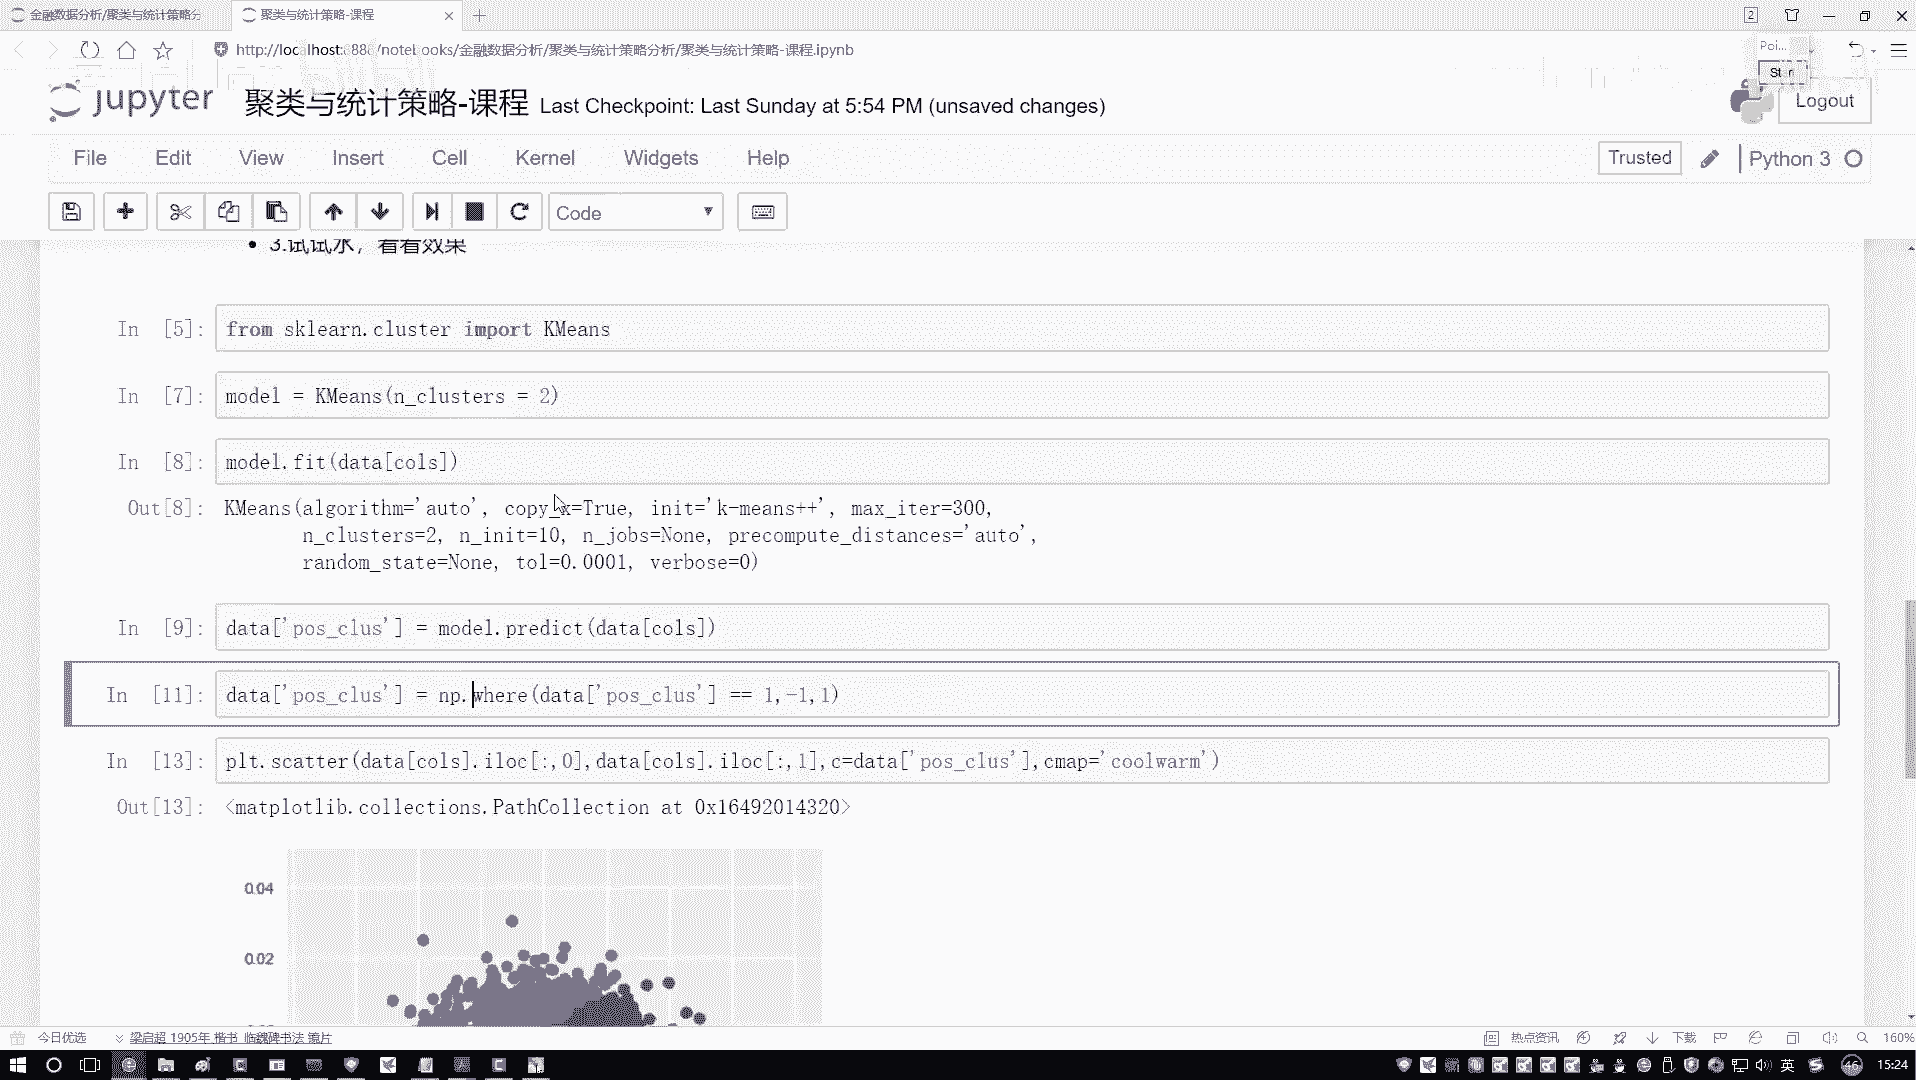 金融数据分析/聚类与统计策略分
聚类与统计策略-课程
2
http://localhost:888/notebooks/金融数据分析/聚类与统计策略分析/聚类与统计策略-课程.ipynb
Poi...
jupyter 聚类与统计策略-课程 Last Checkpoint: Last Sunday at 5:54 PM (unsaved changes)
Logout
File Edit View Insert Cell Kernel Widgets Help
Trusted Python 3
Code
3.试试水，看看效果
In [5]: from sklearn.cluster import KMeans
In [7]: model = KMeans(n_clusters = 2)
In [8]: model.fit(data[cols])
Out[8]: KMeans(algorithm='auto', copy_x=True, init='k-means++', max_iter=300,
n_clusters=2, n_init=10, n_jobs=None, precompute_distances='auto',
random_state=None, tol=0.0001, verbose=0)
In [9]: data['pos_clus'] = model.predict(data[cols])
In [11]: data['pos_clus'] = np.where(data['pos_clus'] == 1,-1,1)
In [13]: plt.scatter(data[cols].iloc[:,0],data[cols].iloc[:,1],c=data['pos_clus'],cmap='coolwarm')
Out[13]: <matplotlib.collections.PathCollection at 0x16492014320>
0.04
0.02
今日优选 梁启超 1905年 楷书 临魏碑书法 镜片
热点资讯 下载 160%
英 46 15:24